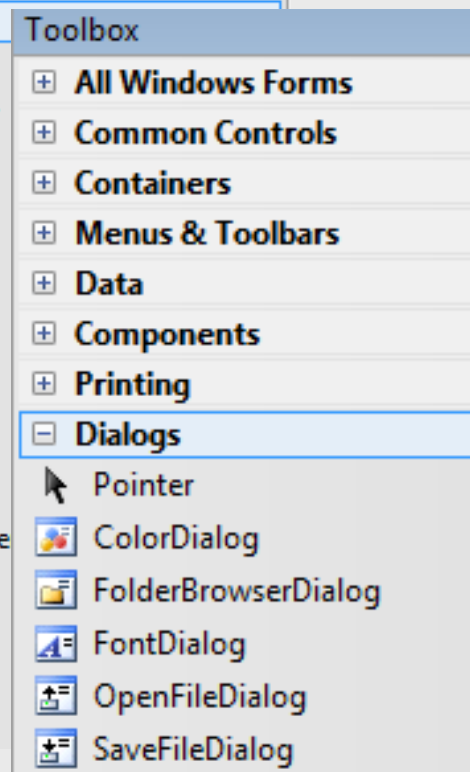 Toolbox
All Windows Forms
Common Controls
Containers
Menus & Toolbars
Data
Components
Printing
Dialogs
Pointer
e
ColorDialog
FolderBrowserDialog
FontDialog
OpenFileDialog
SaveFileDialog